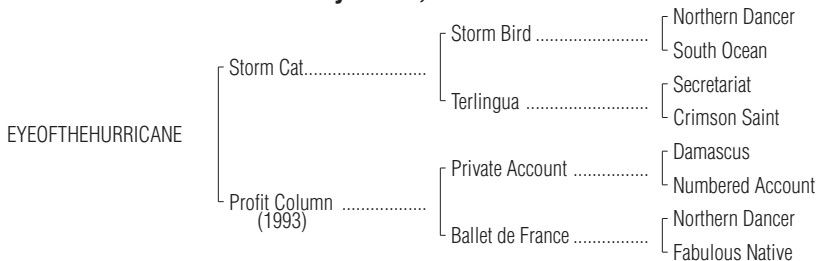 Northern Dancer
Storm Bird ........................
South Ocean
Storm Cat..........................
Secretariat
Terlingua ..........................
Crimson Saint
EYEOFTHEHURRICANE
Damascus
Private Account ................
Numbered Account
Profit Column ..................
(1993)
Northern Dancer
Ballet de France ................
Fabulous Native